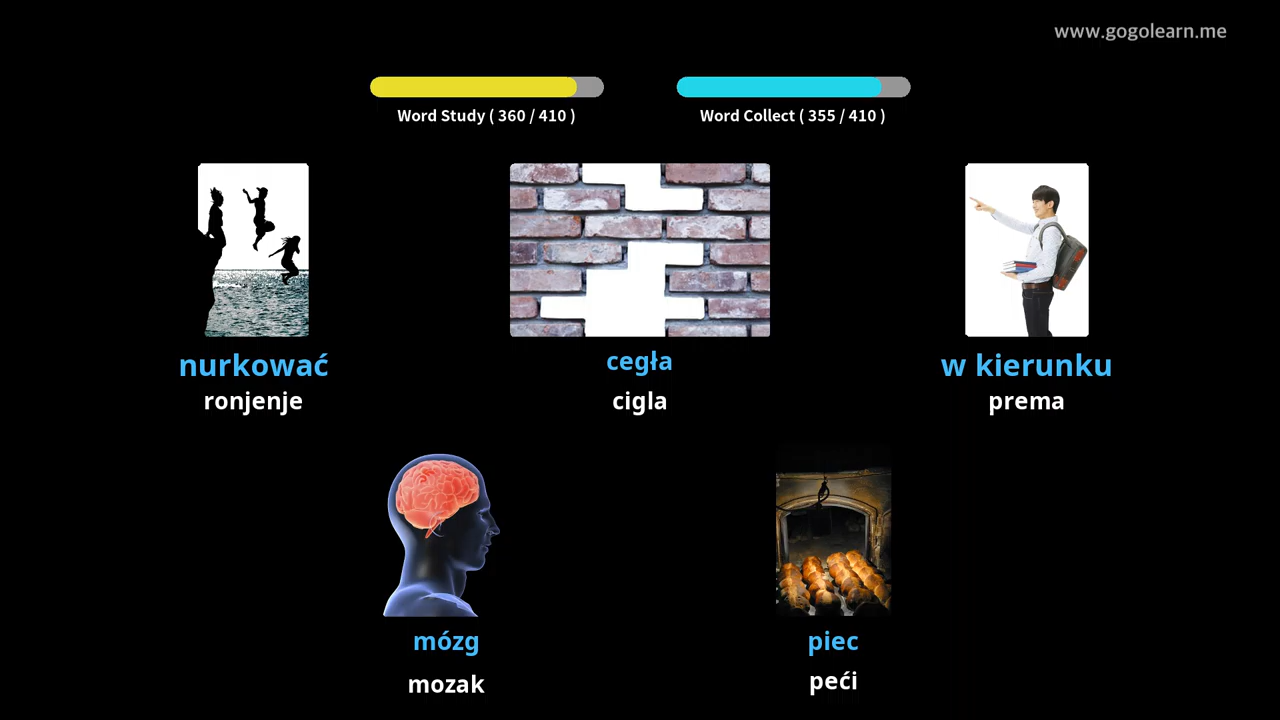 www.gogolearn.me
Word Study ( 360 / 410 )
Word Collect ( 355 / 410 )
nurkować
cegła
w kierunku
ronjenje
cigla
prema
mózg
piec
mozak
peći